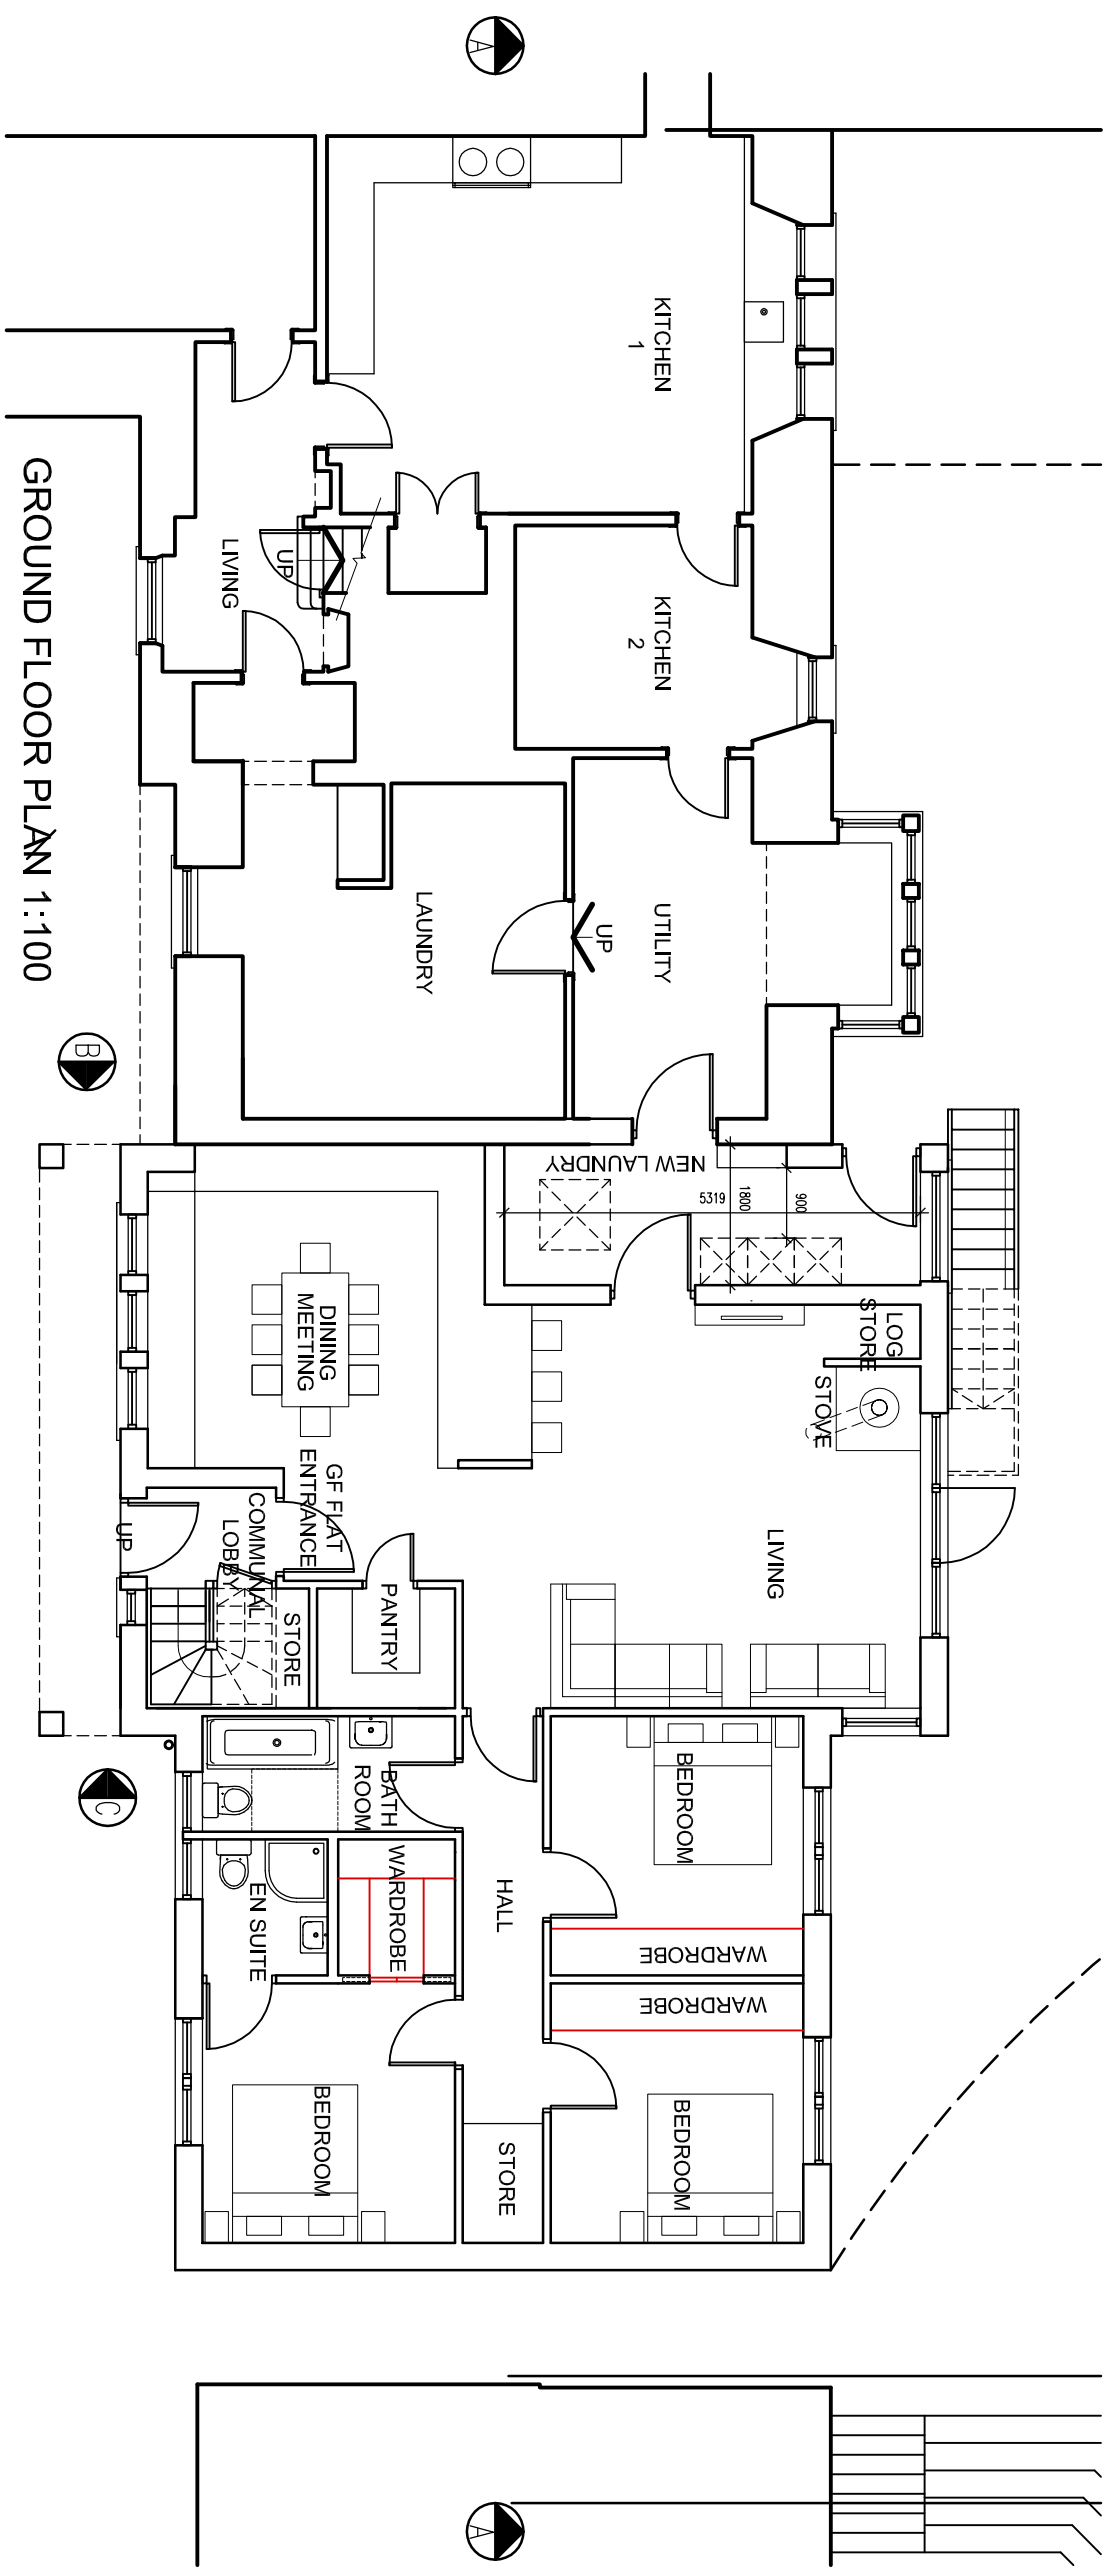 A
KITCHEN
1
KITCHEN
2
LIVING
UP
UTILITY
UP
LAUNDRY
GROUND FLOOR PLAN 1:100
B
NEW LAUNDRY
5319
1800
900
LOG
STORE
STOVE
DINING
MEETING
GF FLAT
ENTRANCE
COMMUNAL
LOBBY
UP
LIVING
STORE
PANTRY
BATH
ROOM
BEDROOM
C
HALL
WARDROBE
EN SUITE
WARDROBE
WARDROBE
BEDROOM
BEDROOM
STORE
A